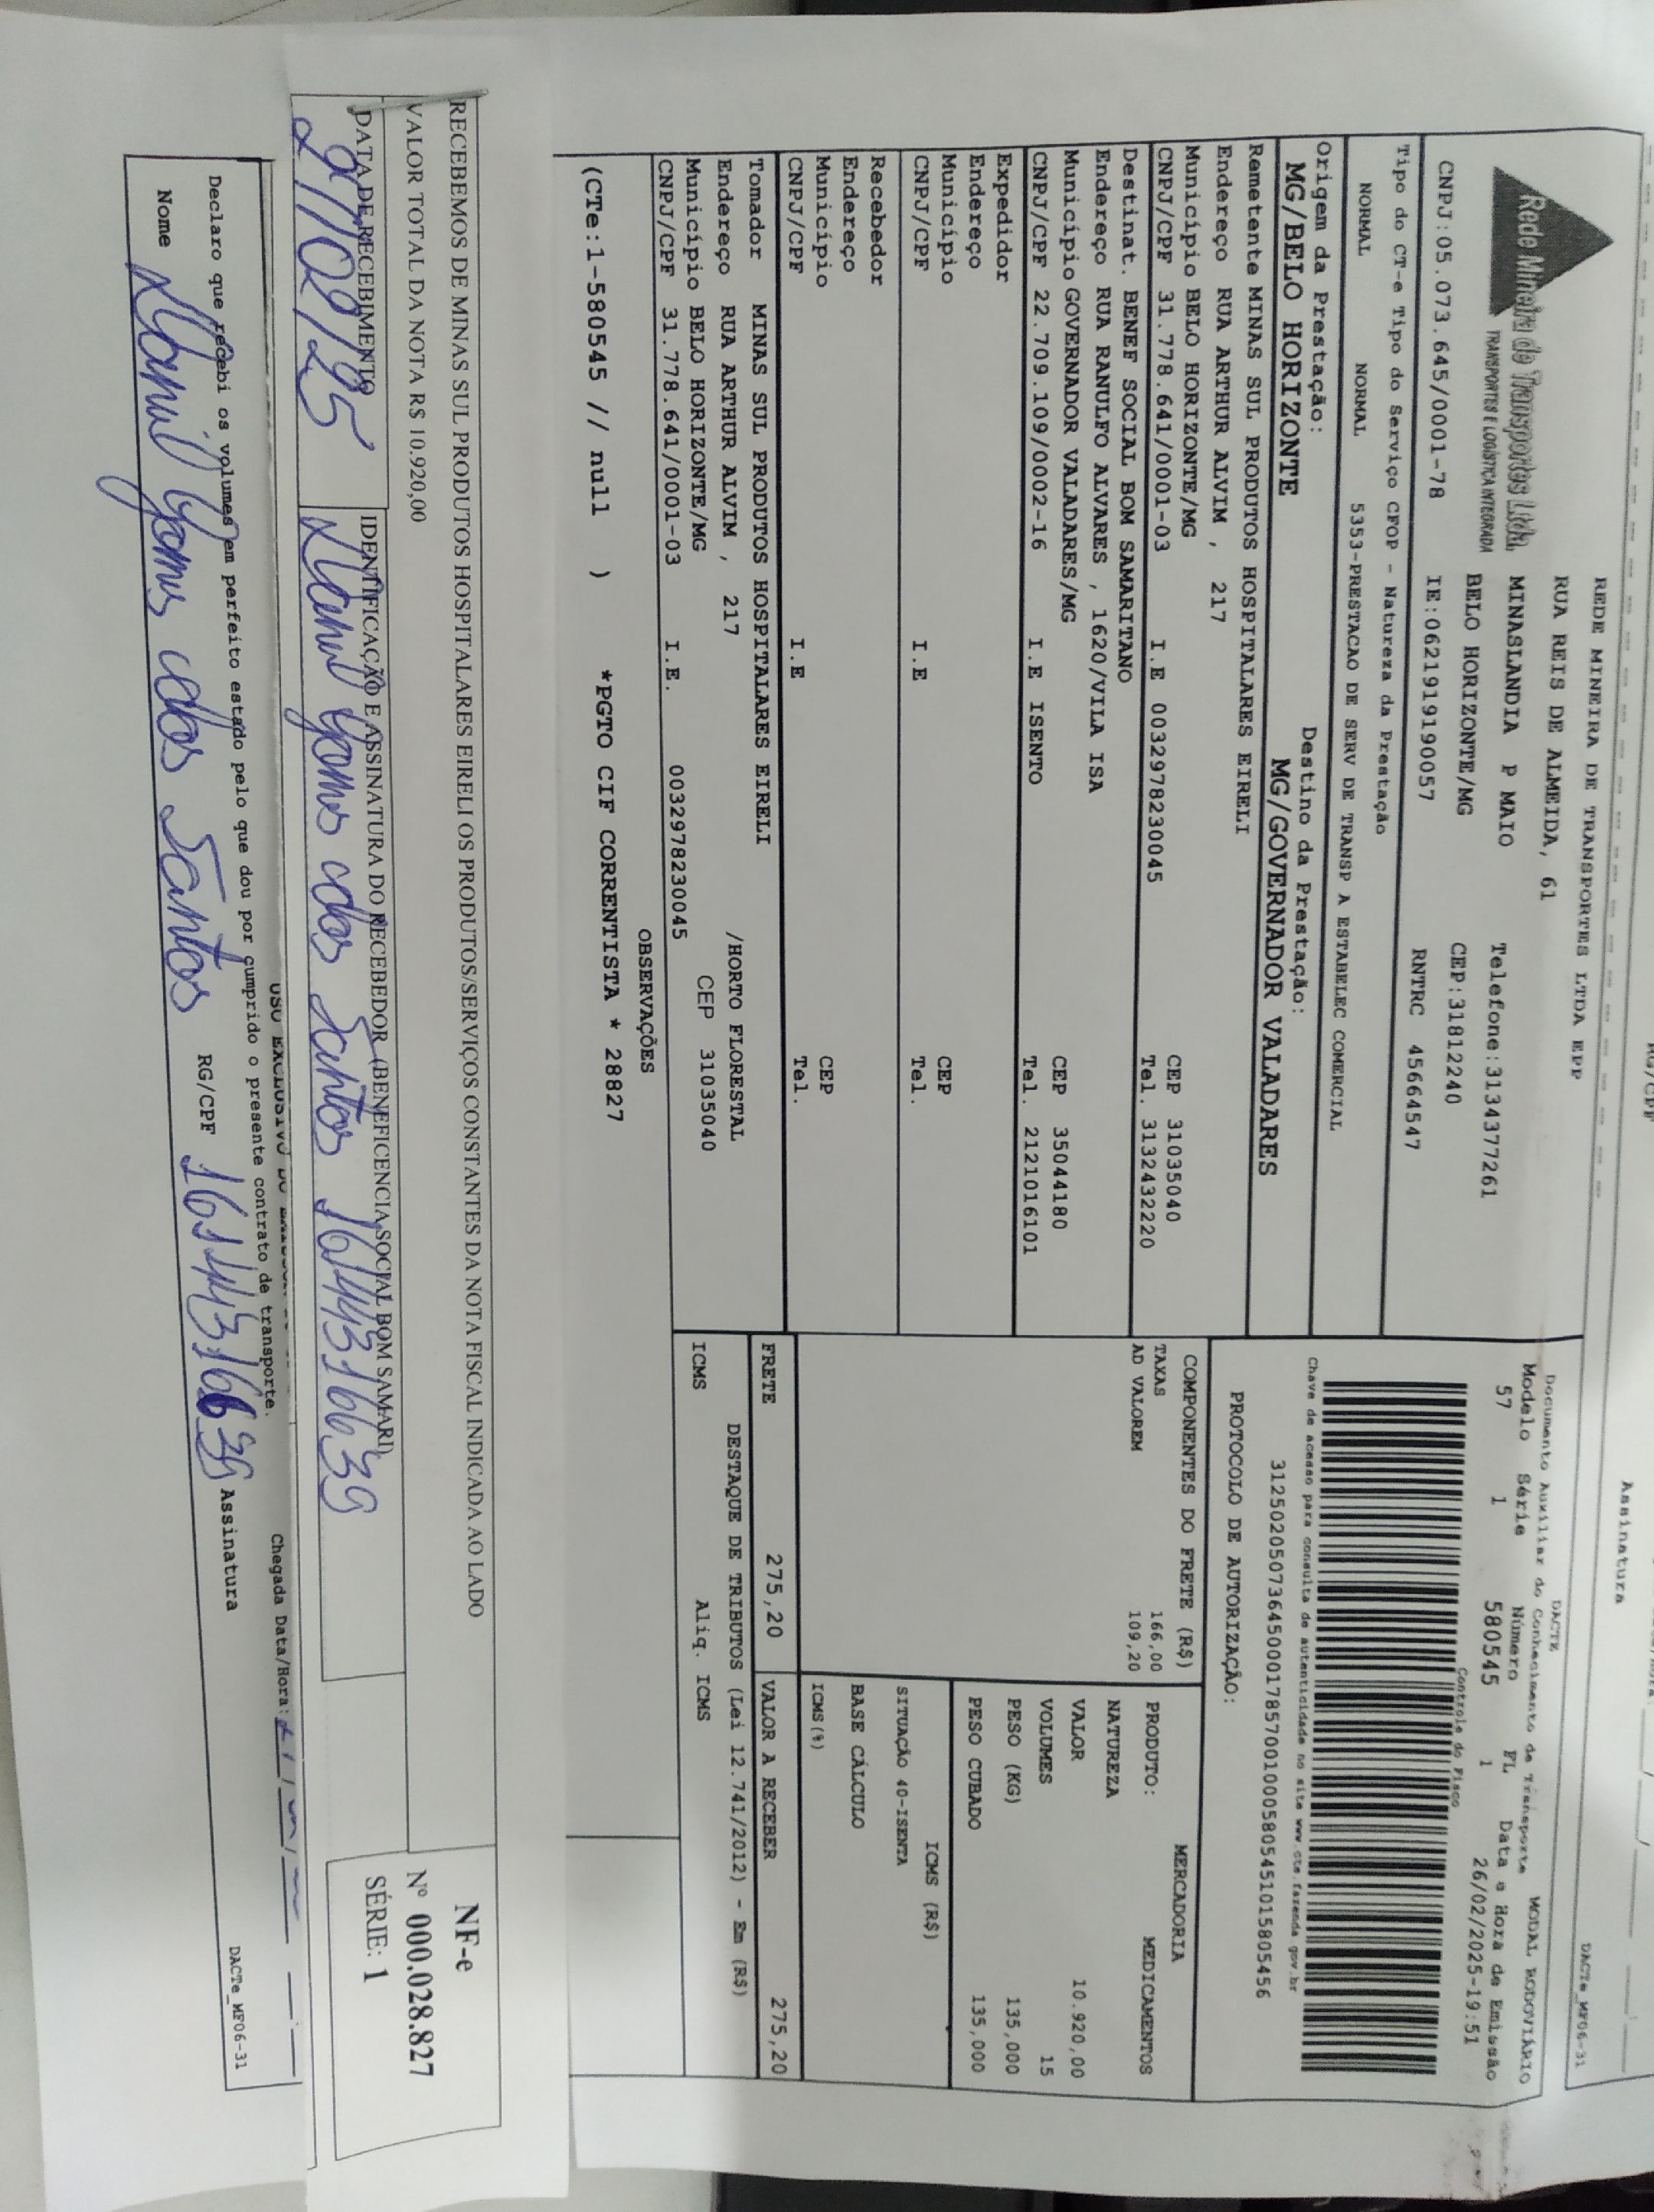 RG/CPF
Assinatura
DACTe_MF06-31
Rede Mineira de Transportes Ltda.
TRANSPORTES E LOGÍSTICA INTEGRADA
CNPJ:05.073.645/0001-78
REDE MINEIRA DE TRANSPORTES LTDA EPP
RUA REIS DE ALMEIDA, 61
MINASLANDIA P MAIO
Telefone:3134377261
BELO HORIZONTE/MG
CEP:31812240
IE:0621919190057
RNTRC 45664547
DACTE
Documento Auxiliar do Conhecimento de Transporte
MODAL RODOVIÁRIO
Modelo Série Número FL Data e Hora de Emissão
57 1 580545 1 26/02/2025-19:51
Controle do Fisco
Chave de acesso para consulta de autenticidade no site www.cte.fazenda gov.br
31250205073645000178570010005805451015805456
PROTOCOLO DE AUTORIZAÇÃO:
Tipo do CT-e Tipo do Serviço CFOP - Natureza da Prestação
NORMAL NORMAL 5353-PRESTACAO DE SERV DE TRANSP A ESTABELEC COMERCIAL
Origem da Prestação: Destino da Prestação:
MG/BELO HORIZONTE MG/GOVERNADOR VALADARES
Remetente MINAS SUL PRODUTOS HOSPITALARES EIRELI
Endereço RUA ARTHUR ALVIM , 217
Município BELO HORIZONTE/MG CEP 31035040
CNPJ/CPF 31.778.641/0001-03 I.E 0032978230045 Tel. 3132432220
Destinat. BENEF SOCIAL BOM SAMARITANO
Endereço RUA RANULFO ALVARES , 1620/VILA ISA
Município GOVERNADOR VALADARES/MG CEP 35044180
CNPJ/CPF 22.709.109/0002-16 I.E ISENTO Tel. 2121016101
Expedidor
Endereço
Município CEP
CNPJ/CPF I.E Tel.
Recebedor
Endereço
Município CEP
CNPJ/CPF I.E Tel.
Tomador MINAS SUL PRODUTOS HOSPITALARES EIRELI
Endereço RUA ARTHUR ALVIM , 217 /HORTO FLORESTAL
Município BELO HORIZONTE/MG CEP 31035040
CNPJ/CPF 31.778.641/0001-03 I.E. 0032978230045
COMPONENTES DO FRETE (R$)
TAXAS 166,00
AD VALOREM 109,20
MERCADORIA
PRODUTO: MEDICAMENTOS
NATUREZA
VALOR 10.920,00
VOLUMES 15
PESO (KG) 135,000
PESO CUBADO 135,000
ICMS (R$)
SITUAÇÃO 40-ISENTA
BASE CÁLCULO
ICMS(%)
FRETE 275,20 VALOR A RECEBER 275,20
DESTAQUE DE TRIBUTOS (Lei 12.741/2012) - Em (R$)
ICMS Aliq. ICMS
OBSERVAÇÕES
(CTe:1-580545 // null ) *PGTO CIF CORRENTISTA * 28827
RECEBEMOS DE MINAS SUL PRODUTOS HOSPITALARES EIRELI OS PRODUTOS/SERVIÇOS CONSTANTES DA NOTA FISCAL INDICADA AO LADO
VALOR TOTAL DA NOTA R$ 10.920,00
DATA DE RECEBIMENTO
IDENTIFICAÇÃO E ASSINATURA DO RECEBEDOR (BENEFICENCIA SOCIAL BOM SAMARI)
Gomes dos Santos
NF-e
Nº 000.028.827
SÉRIE: 1
Chegada Data/Hora:
Declaro que recebi os volumes em perfeito estado pelo que dou por cumprido o presente contrato de transporte.
Nome Gomes dos Santos RG/CPF Assinatura
DACTe_MF06-31